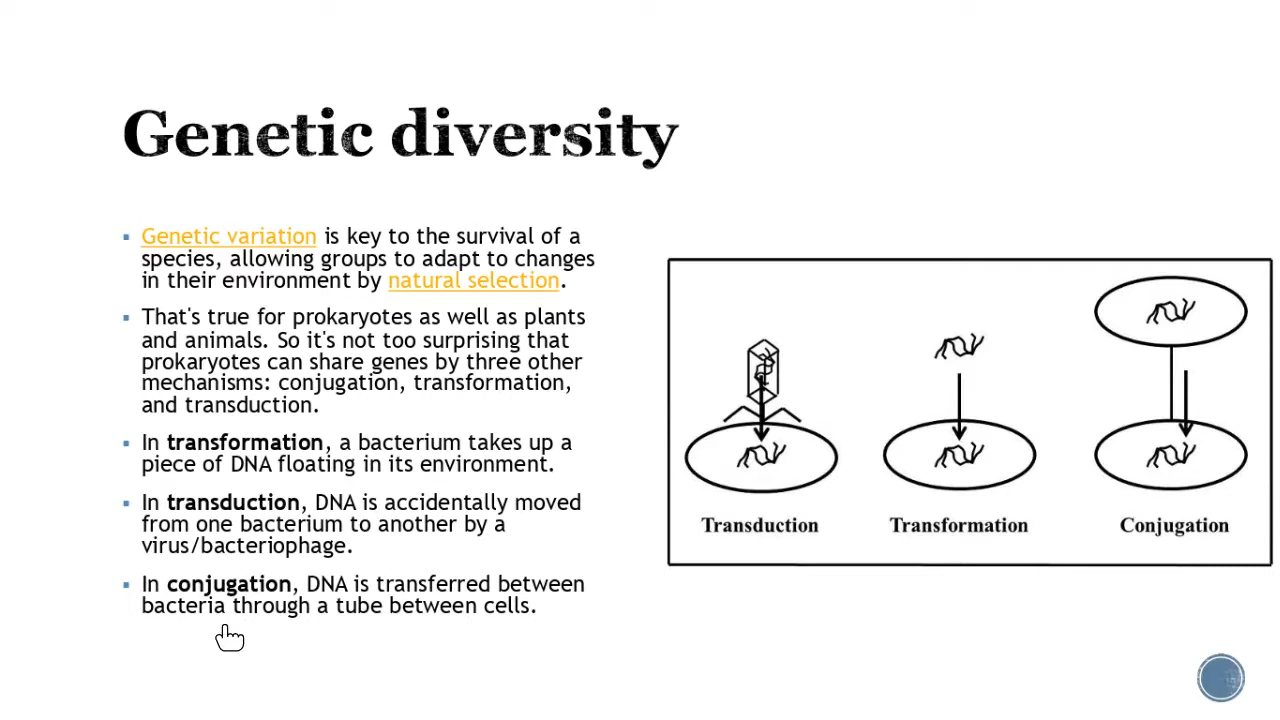 Genetic diversity
Genetic variation is key to the survival of a
species, allowing groups to adapt to changes
in their environment by natural selection.
That's true for prokaryotes as well as plants
and animals. So it's not too surprising that
prokaryotes can share genes by three other
mechanisms: conjugation, transformation,
and transduction.
In transformation, a bacterium takes up a
piece of DNA floating in its environment.
In transduction, DNA is accidentally moved
from one bacterium to another by a
virus/bacteriophage.
In conjugation, DNA is transferred between
bacteria through a tube between cells.
Transduction
Transformation
Conjugation